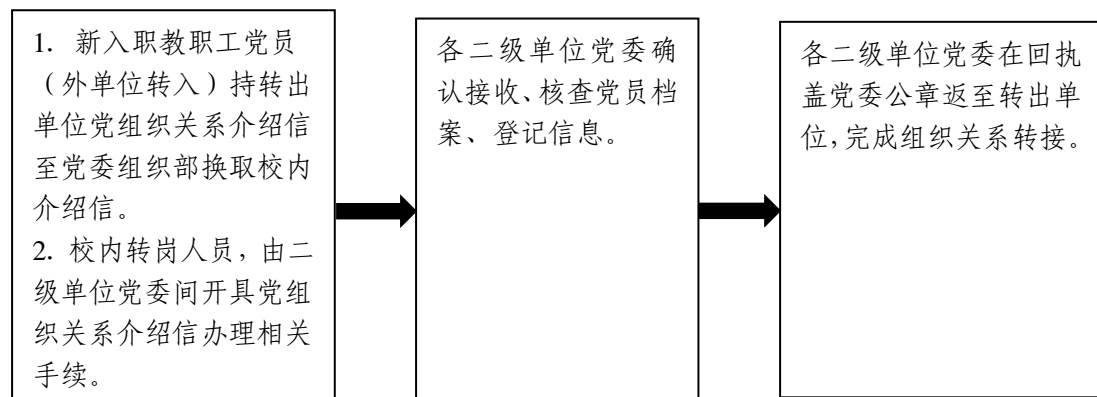 1. 新入职教职工党员
（外单位转入）持转出
单位党组织关系介绍信
至党委组织部换取校内
介绍信。
2. 校内转岗人员，由二
级单位党委间开具党组
织关系介绍信办理相关
手续。
各二级单位党委确
认接收、核查党员档
案、登记信息。
各二级单位党委在回执
盖党委公章返至转出单
位，完成组织关系转接。